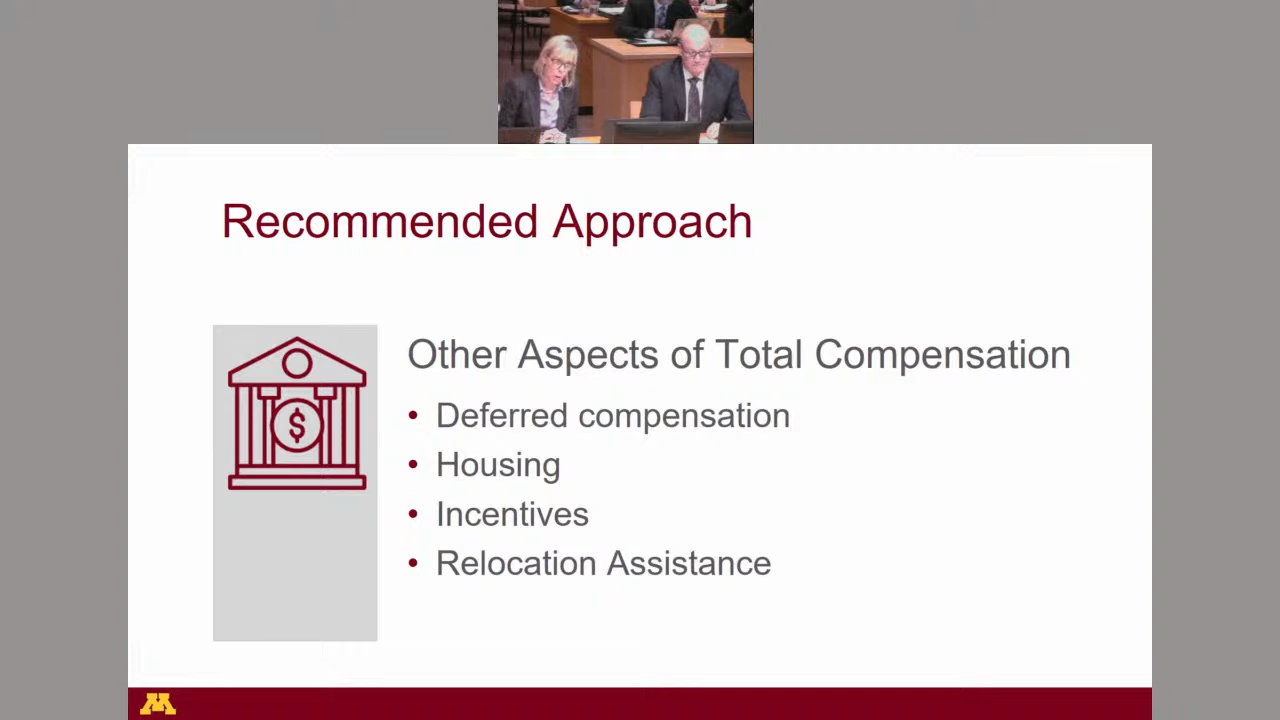 Recommended Approach
Other Aspects of Total Compensation
• Deferred compensation
• Housing
• Incentives
• Relocation Assistance
$
M